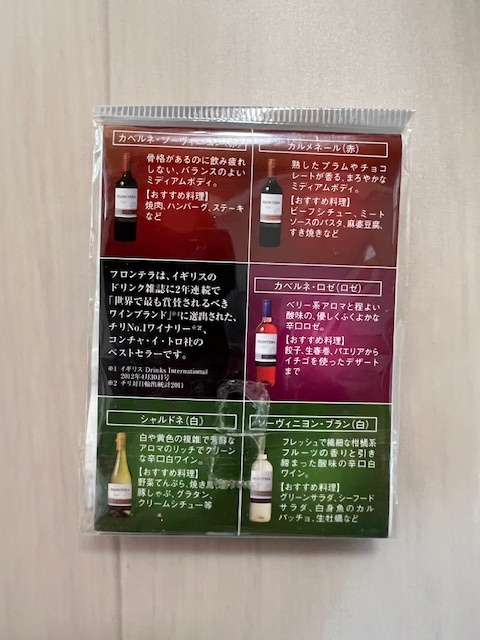 カベルネ・ソーヴィニヨン(赤)
骨格があるのに飲み疲れ
しない、バランスのよい
ミディアムボディ。
【おすすめ料理】
焼肉、ハンバーグ、ステーキ
など
カルメネール(赤)
熟したプラムやチョコ
レートが香る、まろやかな
ミディアムボディ。
【おすすめ料理】
ビーフシチュー、ミート
ソースのパスタ、麻婆豆腐、
すき焼きなど
フロンテラは、イギリスの
ドリンク雑誌に2年連続で
「世界で最も賞賛されるべき
ワインブランド」※1に選出された、
チリNo.1ワイナリー※2、
コンチャ・イ・トロ社の
ベストセラーです。
※1 イギリス Drinks International
2012年4月30日号
※2 チリ対日輸出統計2011
カベルネ・ロゼ(ロゼ)
ベリー系アロマと程よい
酸味の、優しくふくよかな
辛口ロゼ。
【おすすめ料理】
餃子、生春巻、パエリアから
イチゴを使ったデザート
まで
シャルドネ(白)
白や黄色の複雑で芳醇な
アロマのリッチでクリーン
な辛口白ワイン。
【おすすめ料理】
野菜てんぷら、焼き鳥、
豚しゃぶ、グラタン、
クリームシチュー等
ソーヴィニヨン・ブラン(白)
フレッシュで繊細な柑橘系
フルーツの香りと引き
締まった酸味の辛口白
ワイン。
【おすすめ料理】
グリーンサラダ、シーフード
サラダ、白身魚のカル
パッチョ、生牡蠣など